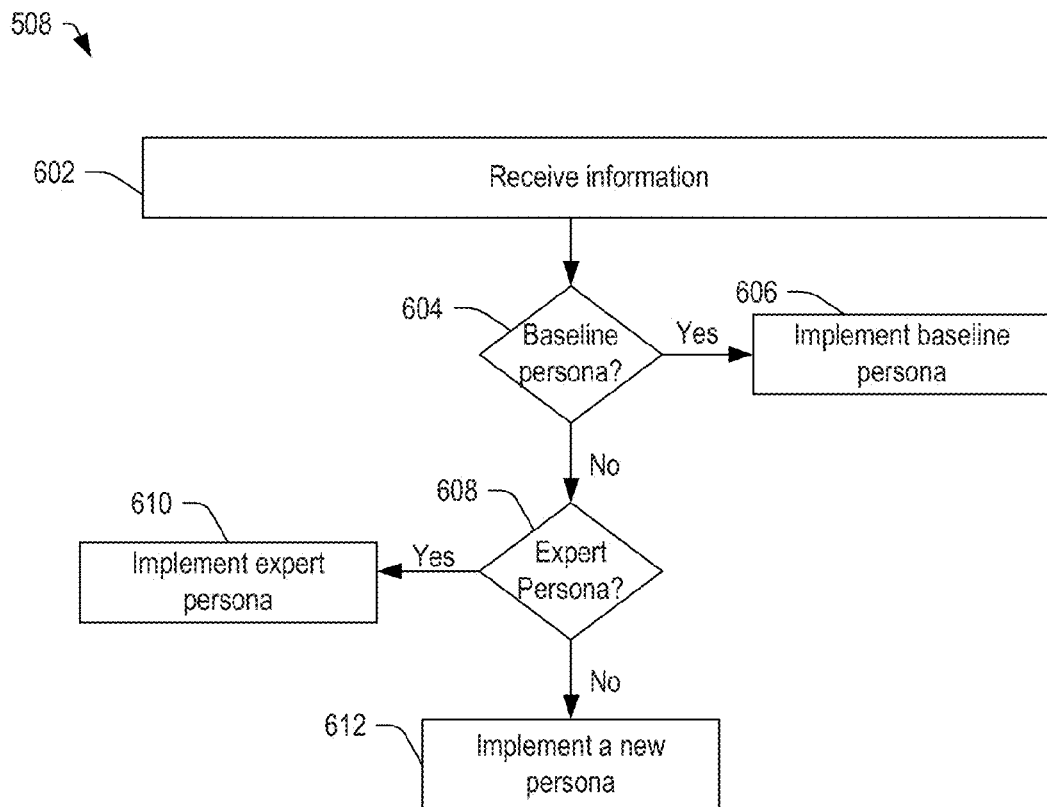 508
602
Receive information
604
Baseline
persona?
Yes
606
Implement baseline
persona
No
608
Expert
Persona?
Yes
610
Implement expert
persona
No
612
Implement a new
persona